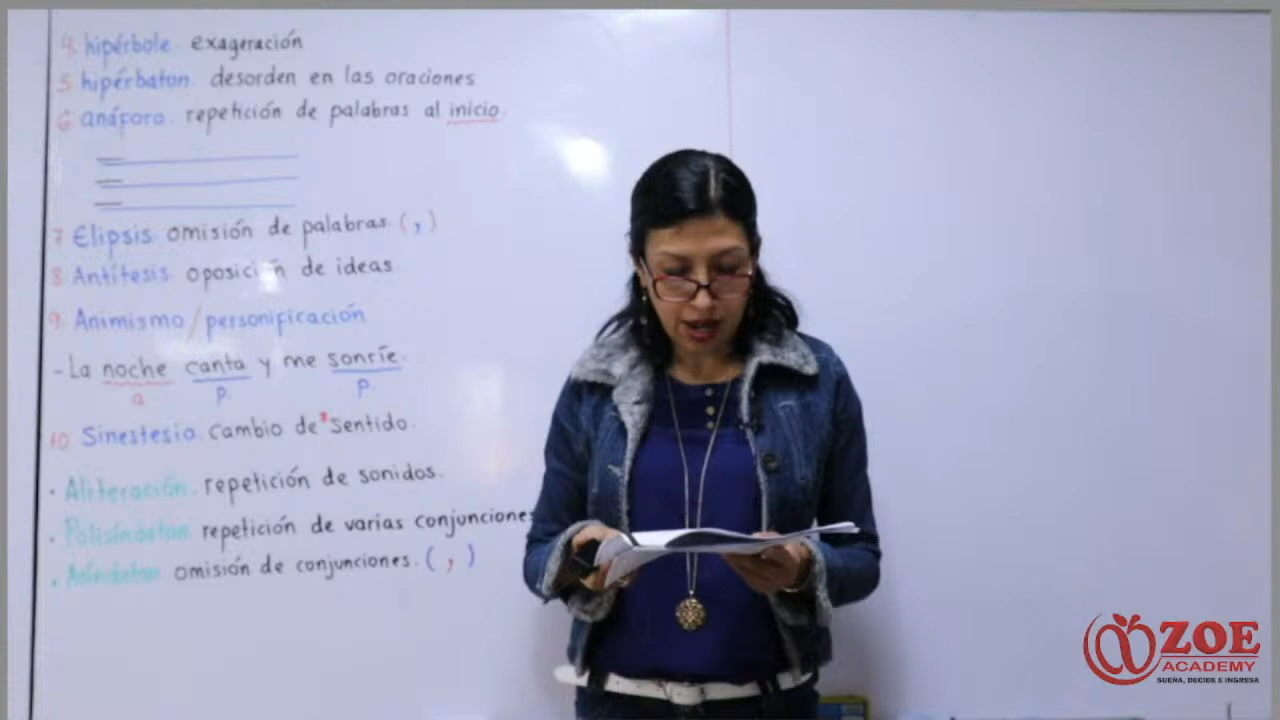 4. hipérbole. exageración
5. hipérbaton. desorden en las oraciones
6. anáfora. repetición de palabras al inicio.
7. Elipsis. omisión de palabras. ( , )
8. Antítesis. oposición de ideas.
9. Animismo / personificación
- La noche canta y me sonríe.
a p. p.
10. Sinestesia. cambio de sentido.
. Aliteración. repetición de sonidos.
. Polisíndeton. repetición de varias conjunciones
. Asíndeton. omisión de conjunciones. ( , )
ZOE
ACADEMY
SUEÑA, DECIDE E INGRESA